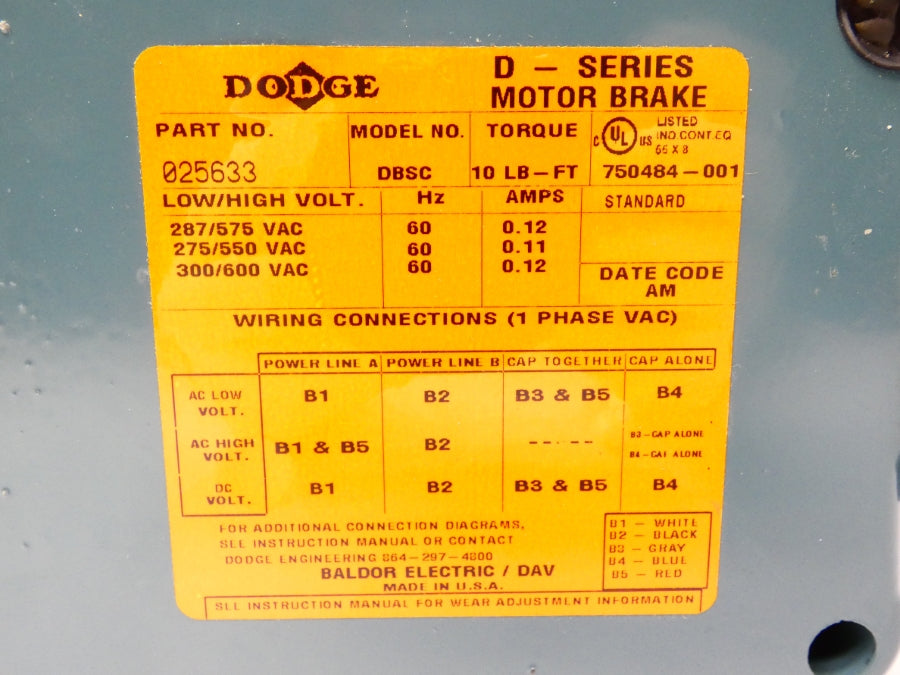 DODGE
D – SERIES
MOTOR BRAKE
PART NO. MODEL NO. TORQUE
025633 DBSC 10 LB–FT
C UL US LISTED
IND.CONT.EQ
750484–001
LOW/HIGH VOLT. Hz AMPS STANDARD
287/575 VAC 60 0.12
275/550 VAC 60 0.11
300/600 VAC 60 0.12
DATE CODE
AM
WIRING CONNECTIONS (1 PHASE VAC)
POWER LINE A POWER LINE B CAP TOGETHER CAP ALONE
AC LOW VOLT. B1 B2 B3 & B5 B4
AC HIGH VOLT. B1 & B5 B2 ----- B3–CAP ALONE
B4–CAP ALONE
DC VOLT. B1 B2 B3 & B5 B4
FOR ADDITIONAL CONNECTION DIAGRAMS,
SEE INSTRUCTION MANUAL OR CONTACT
DODGE ENGINEERING 864–297–4800
BALDOR ELECTRIC / DAV
MADE IN U.S.A.
B1 – WHITE
B2 – BLACK
B3 – GRAY
B4 – BLUE
B5 – RED
SEE INSTRUCTION MANUAL FOR WEAR ADJUSTMENT INFORMATION